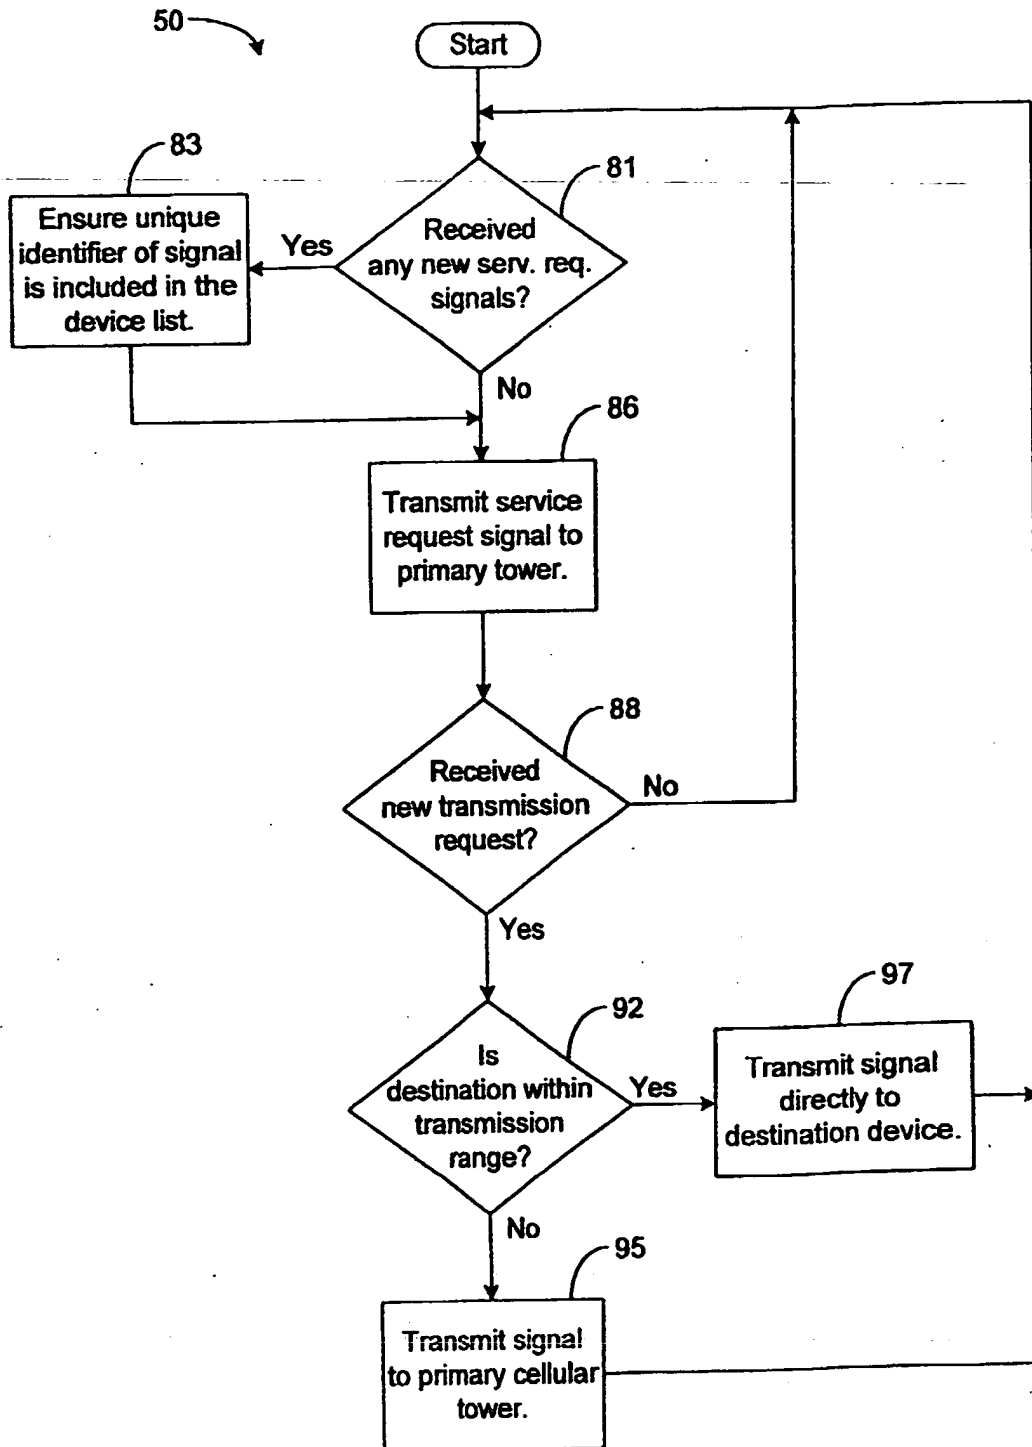 50
Start
83
81
Ensure unique
identifier of signal
is included in the
device list.
Yes
Received
any new serv. req.
signals?
No
86
Transmit service
request signal to
primary tower.
88
Received
new transmission
request?
No
Yes
92
Is
destination within
transmission
range?
Yes
97
Transmit signal
directly to
destination device.
No
95
Transmit signal
to primary cellular
tower.